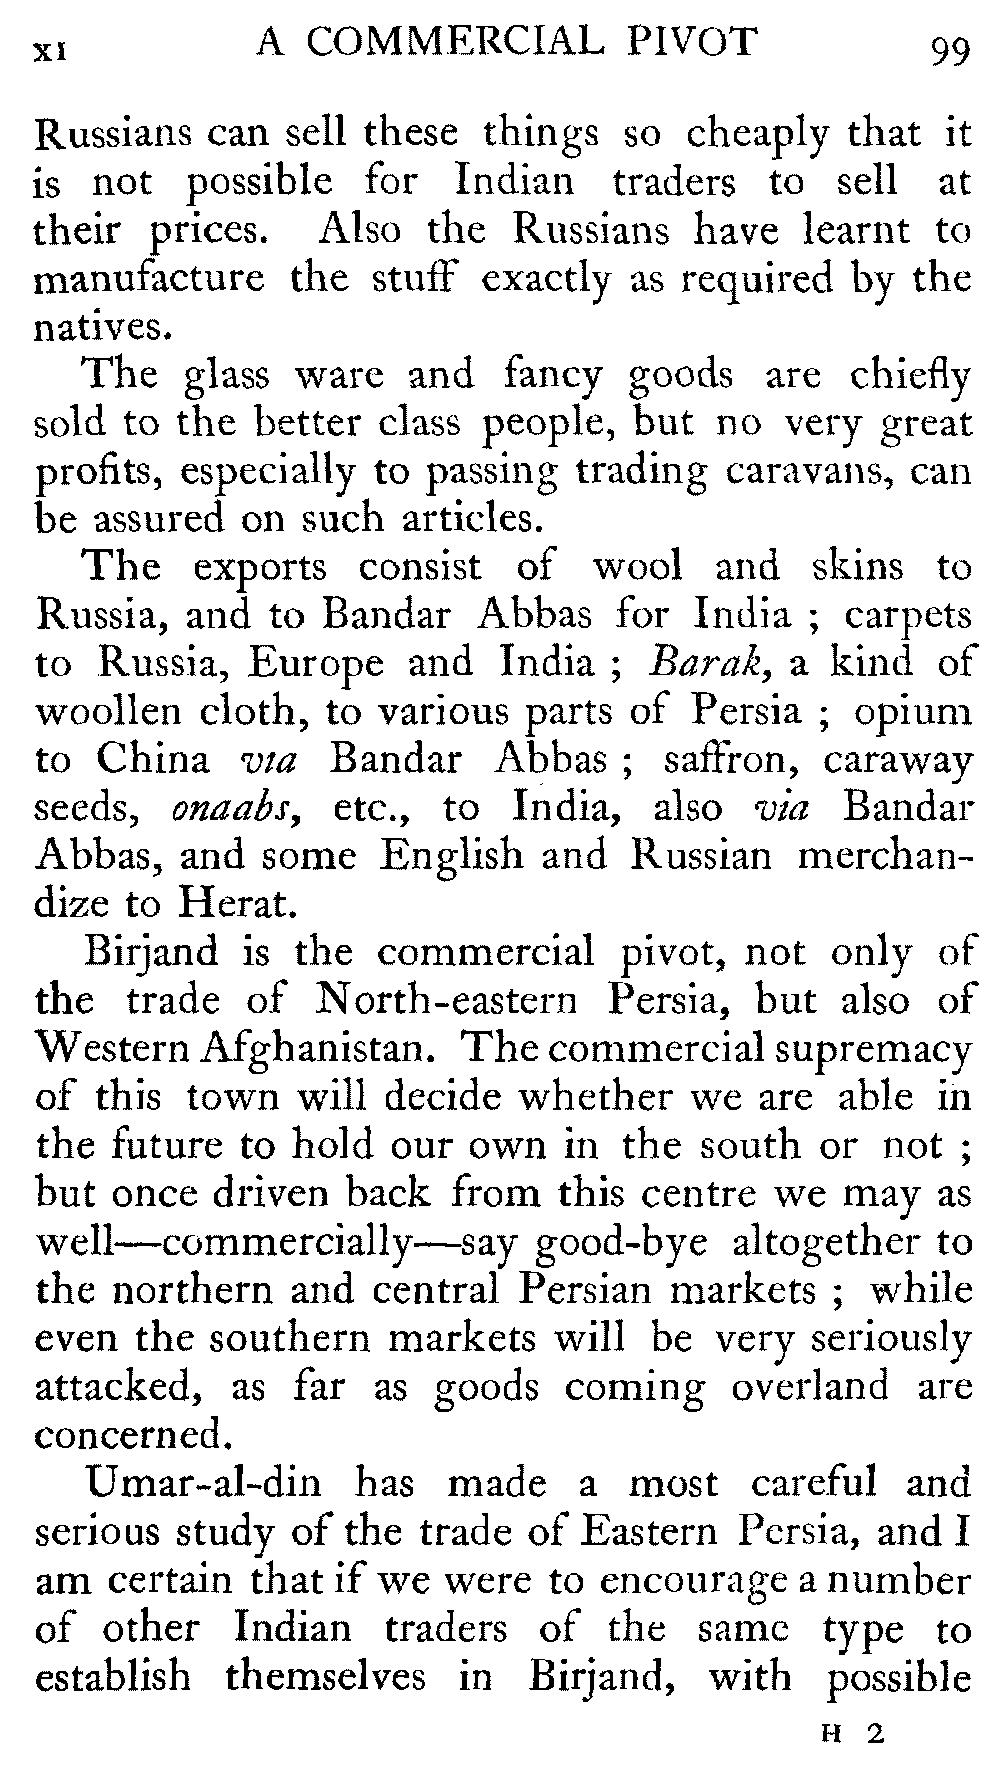 XI A COMMERCIAL PIVOT 99
Russians can sell these things so cheaply that it
is not possible for Indian traders to sell at
their prices. Also the Russians have learnt to
manufacture the stuff exactly as required by the
natives.
The glass ware and fancy goods are chiefly
sold to the better class people, but no very great
profits, especially to passing trading caravans, can
be assured on such articles.
The exports consist of wool and skins to
Russia, and to Bandar Abbas for India ; carpets
to Russia, Europe and India ; Barak, a kind of
woollen cloth, to various parts of Persia ; opium
to China via Bandar Abbas ; saffron, caraway
seeds, onaabs, etc., to India, also via Bandar
Abbas, and some English and Russian merchan-
dize to Herat.
Birjand is the commercial pivot, not only of
the trade of North-eastern Persia, but also of
Western Afghanistan. The commercial supremacy
of this town will decide whether we are able in
the future to hold our own in the south or not ;
but once driven back from this centre we may as
well—commercially—say good-bye altogether to
the northern and central Persian markets ; while
even the southern markets will be very seriously
attacked, as far as goods coming overland are
concerned.
Umar-al-din has made a most careful and
serious study of the trade of Eastern Persia, and I
am certain that if we were to encourage a number
of other Indian traders of the same type to
establish themselves in Birjand, with possible
H 2